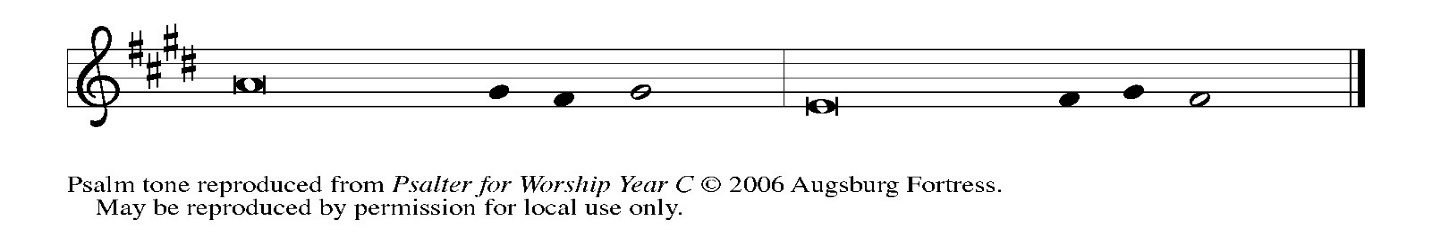 Psalm tone reproduced from Psalter for Worship Year C © 2006 Augsburg Fortress.
May be reproduced by permission for local use only.